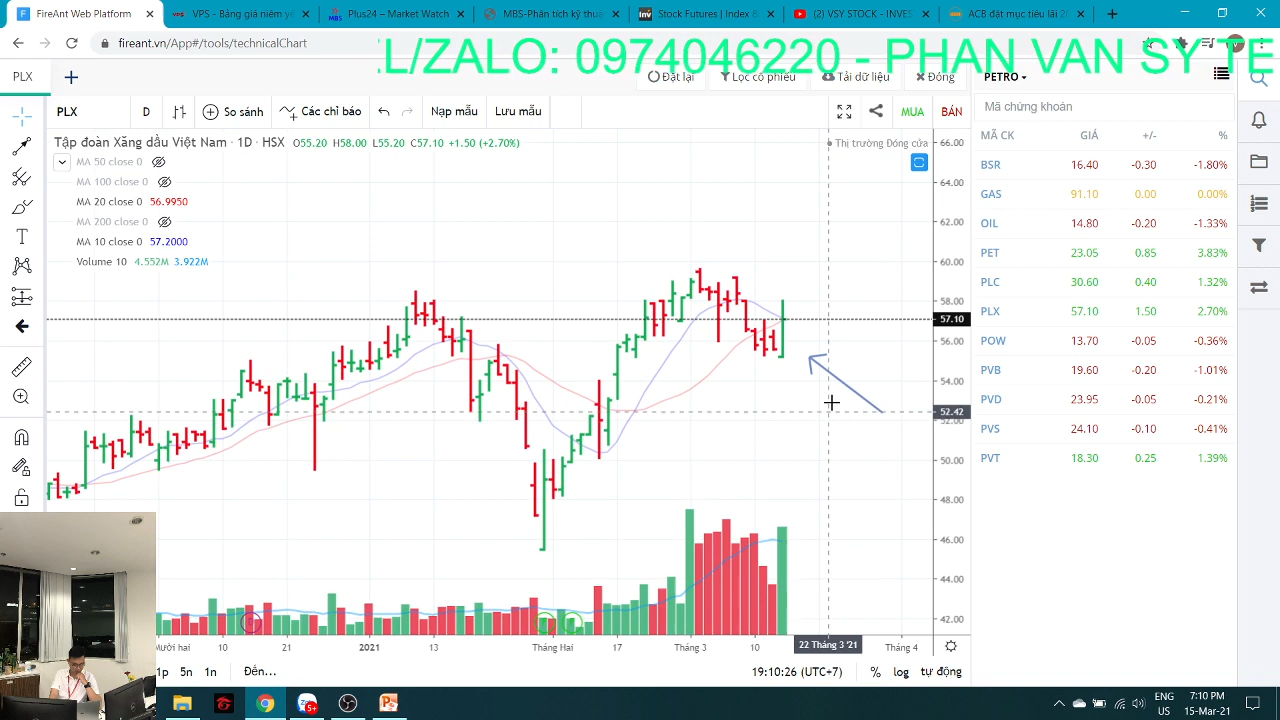 VPS - Bảng giá niêm yế
Plus24 – Market Watch
MBS-Phân tích kỹ thuậ
Stock Futures | Index &
(2) VSY STOCK - INVES
ACB đặt mục tiêu lãi 2
fireant.vn/App#/tools/technicalChart
L/ZALO: 0974046220 - PHAN VAN SY TE
PLX
Đặt lại
Lọc cổ phiếu
Tải dữ liệu
Đóng
PETRO
PLX
D
So sánh
Các chỉ báo
Nạp mẫu
Lưu mẫu
MUA
BÁN
Mã chứng khoán
Tập đoàn Xăng dầu Việt Nam · 1D · HSX O55.20 H58.00 L55.20 C57.10 +1.50 (+2.70%)
Thị trường Đóng cửa
MA 50 close 0
MA 100 close 0
MA 20 close 0 56.9950
MA 200 close 0
MA 10 close 0 57.2000
Volume 10 4.552M 3.922M
66.00
64.00
62.00
60.00
58.00
57.10
56.00
54.00
52.42
52.00
50.00
48.00
46.00
44.00
42.00
MÃ CK GIÁ +/- %
BSR 16.40 -0.30 -1.80%
GAS 91.10 0.00 0.00%
OIL 14.80 -0.20 -1.33%
PET 23.05 0.85 3.83%
PLC 30.60 0.40 1.32%
PLX 57.10 1.50 2.70%
POW 13.70 -0.05 -0.36%
PVB 19.60 -0.20 -1.01%
PVD 23.95 -0.05 -0.21%
PVS 24.10 -0.10 -0.41%
PVT 18.30 0.25 1.39%
Mười hai 10 21 2021 13 Tháng Hai 17 Tháng 3 10 22 Tháng 3 '21 Tháng 4
5n 1n Đến...
19:10:26 (UTC+7) % log tự động
5+
ENG
US
7:10 PM
15-Mar-21